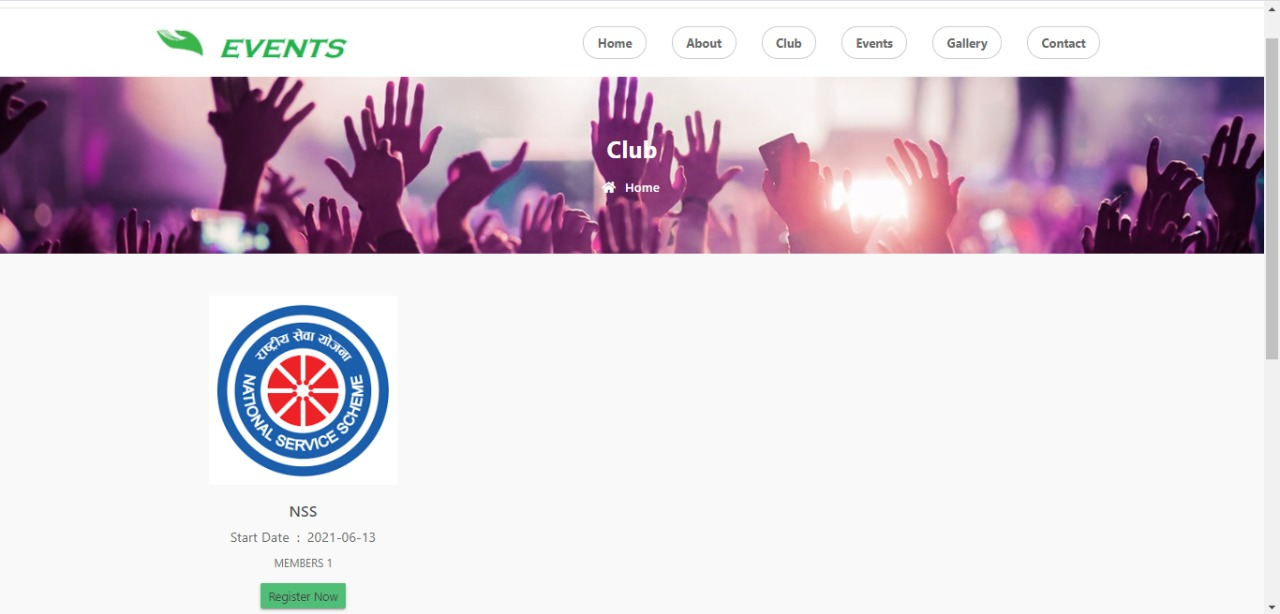 EVENTS
Home
About
Club
Events
Gallery
Contact
Club
Home
राष्ट्रीय सेवा योजना
NATIONAL SERVICE SCHEME
NSS
Start Date : 2021-06-13
MEMBERS 1
Register Now